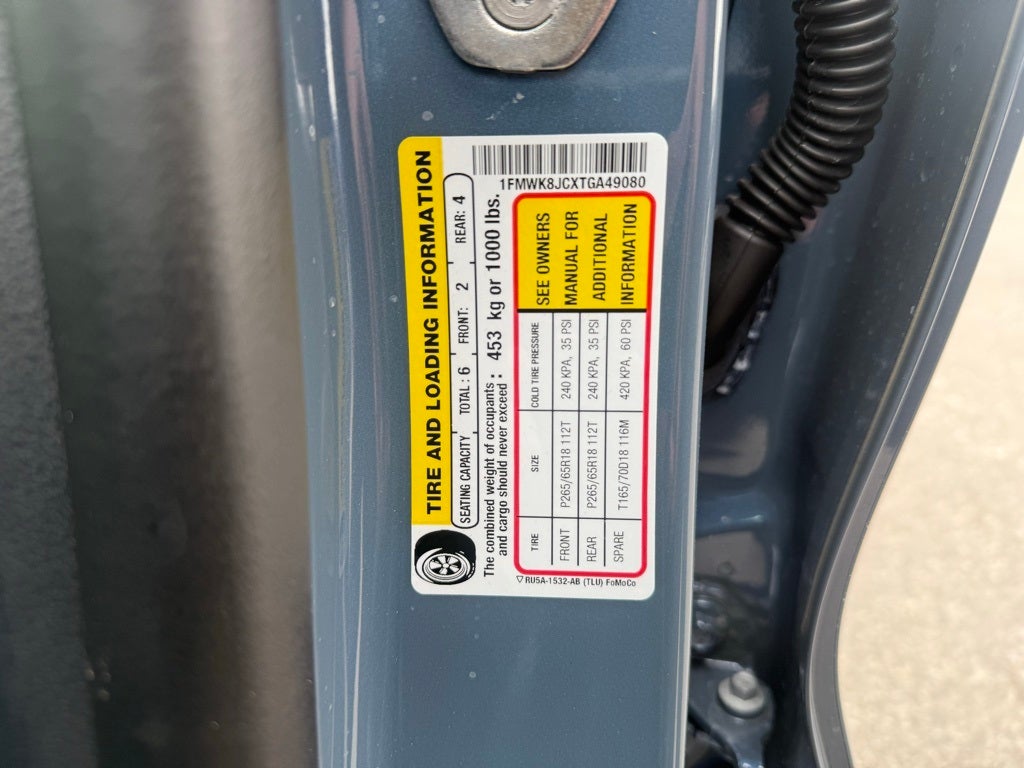 1FMWK8JCXTGA49080
TIRE AND LOADING INFORMATION
SEATING CAPACITY TOTAL: 6 FRONT: 2 REAR: 4
The combined weight of occupants and cargo should never exceed : 453 kg or 1000 lbs.
TIRE SIZE COLD TIRE PRESSURE
FRONT P265/65R18 112T 240 KPA, 35 PSI
REAR P265/65R18 112T 240 KPA, 35 PSI
SPARE T165/70D18 116M 420 KPA, 60 PSI
SEE OWNERS
MANUAL FOR
ADDITIONAL
INFORMATION
RU5A-1532-AB (TLU) FoMoCo